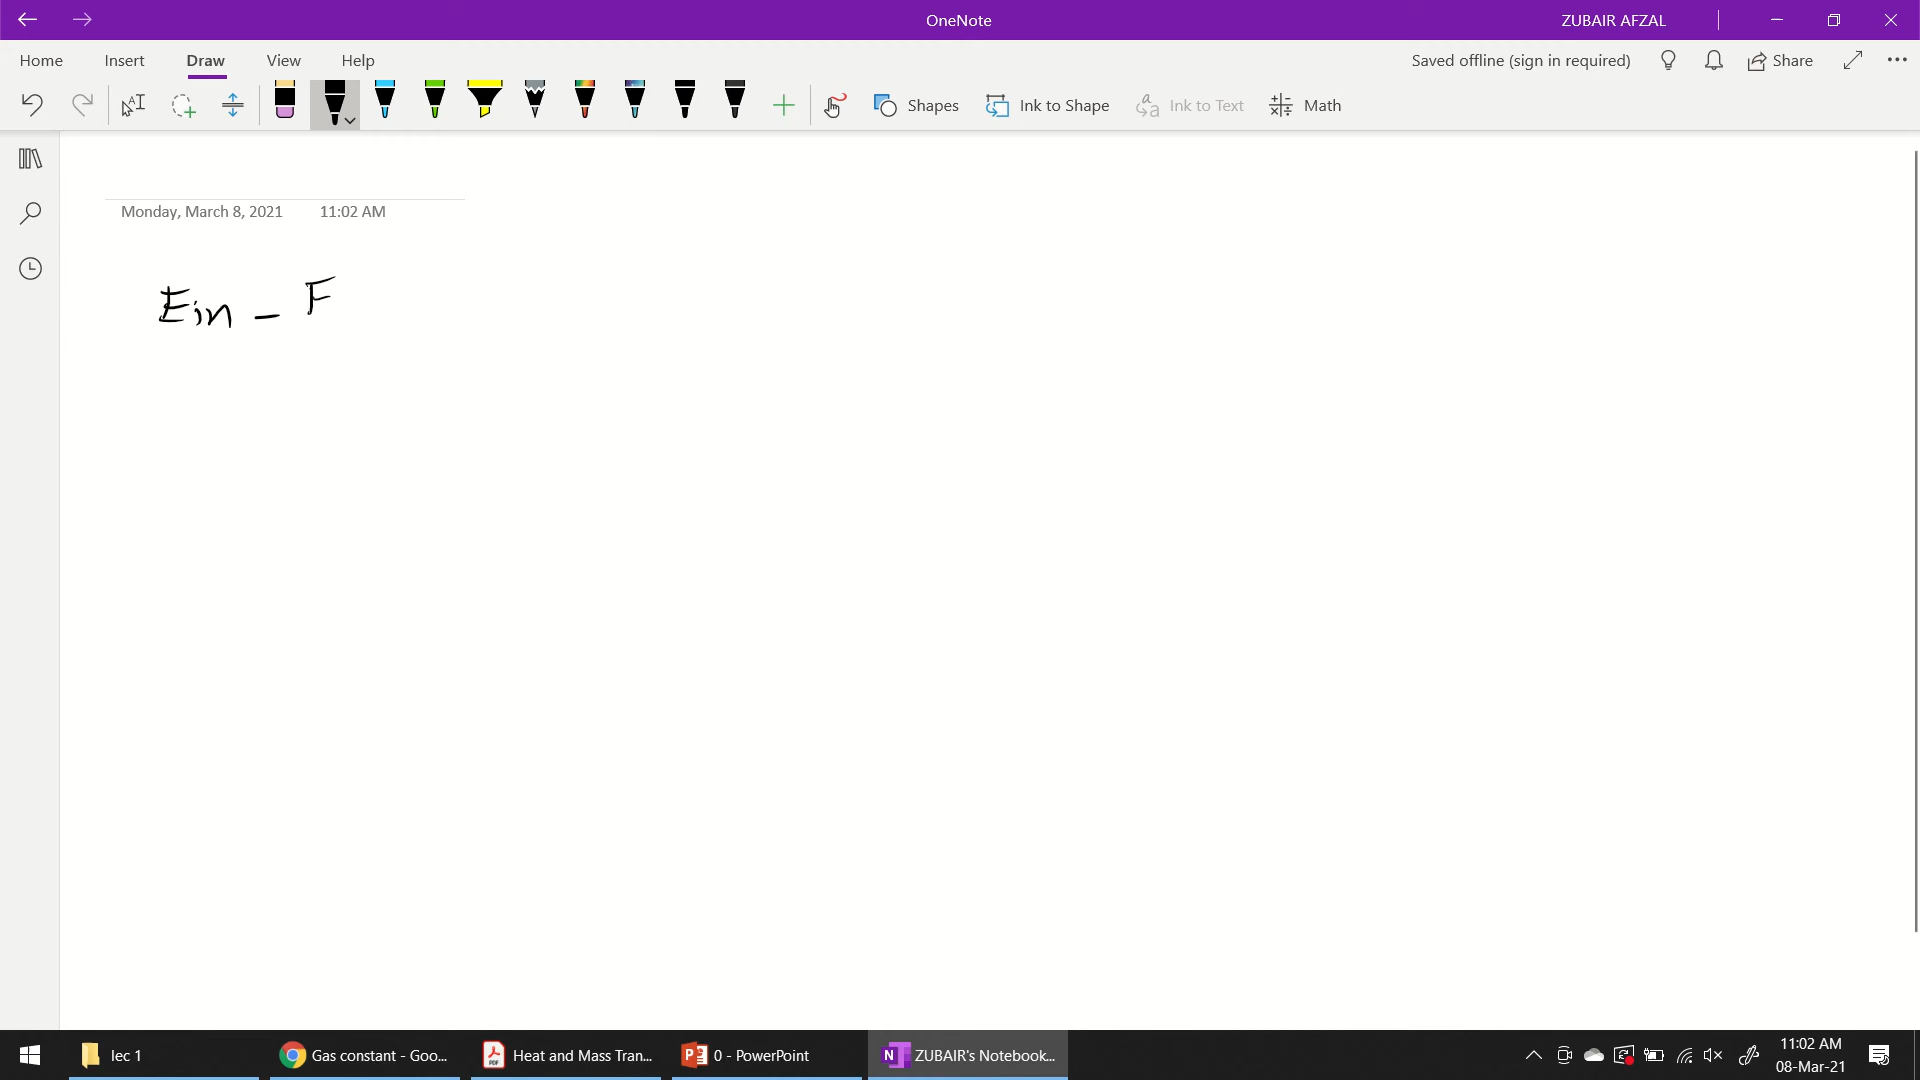 OneNote
ZUBAIR AFZAL
Home Insert Draw View Help
Saved offline (sign in required) Share
Shapes Ink to Shape Ink to Text Math
Monday, March 8, 2021 11:02 AM
Ein - F
lec 1
Gas constant - Goo...
Heat and Mass Tran...
0 - PowerPoint
ZUBAIR's Notebook...
11:02 AM
08-Mar-21